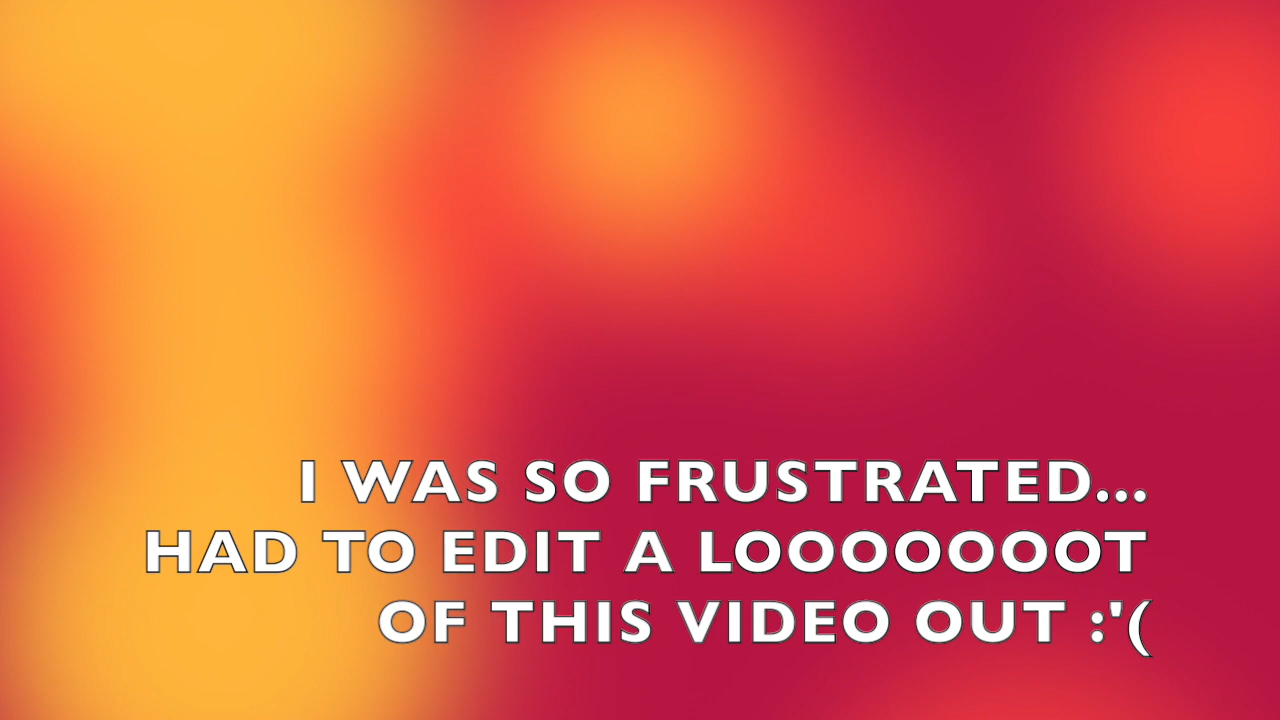 I WAS SO FRUSTRATED...
HAD TO EDIT A LOOOOOOOT
OF THIS VIDEO OUT :'(